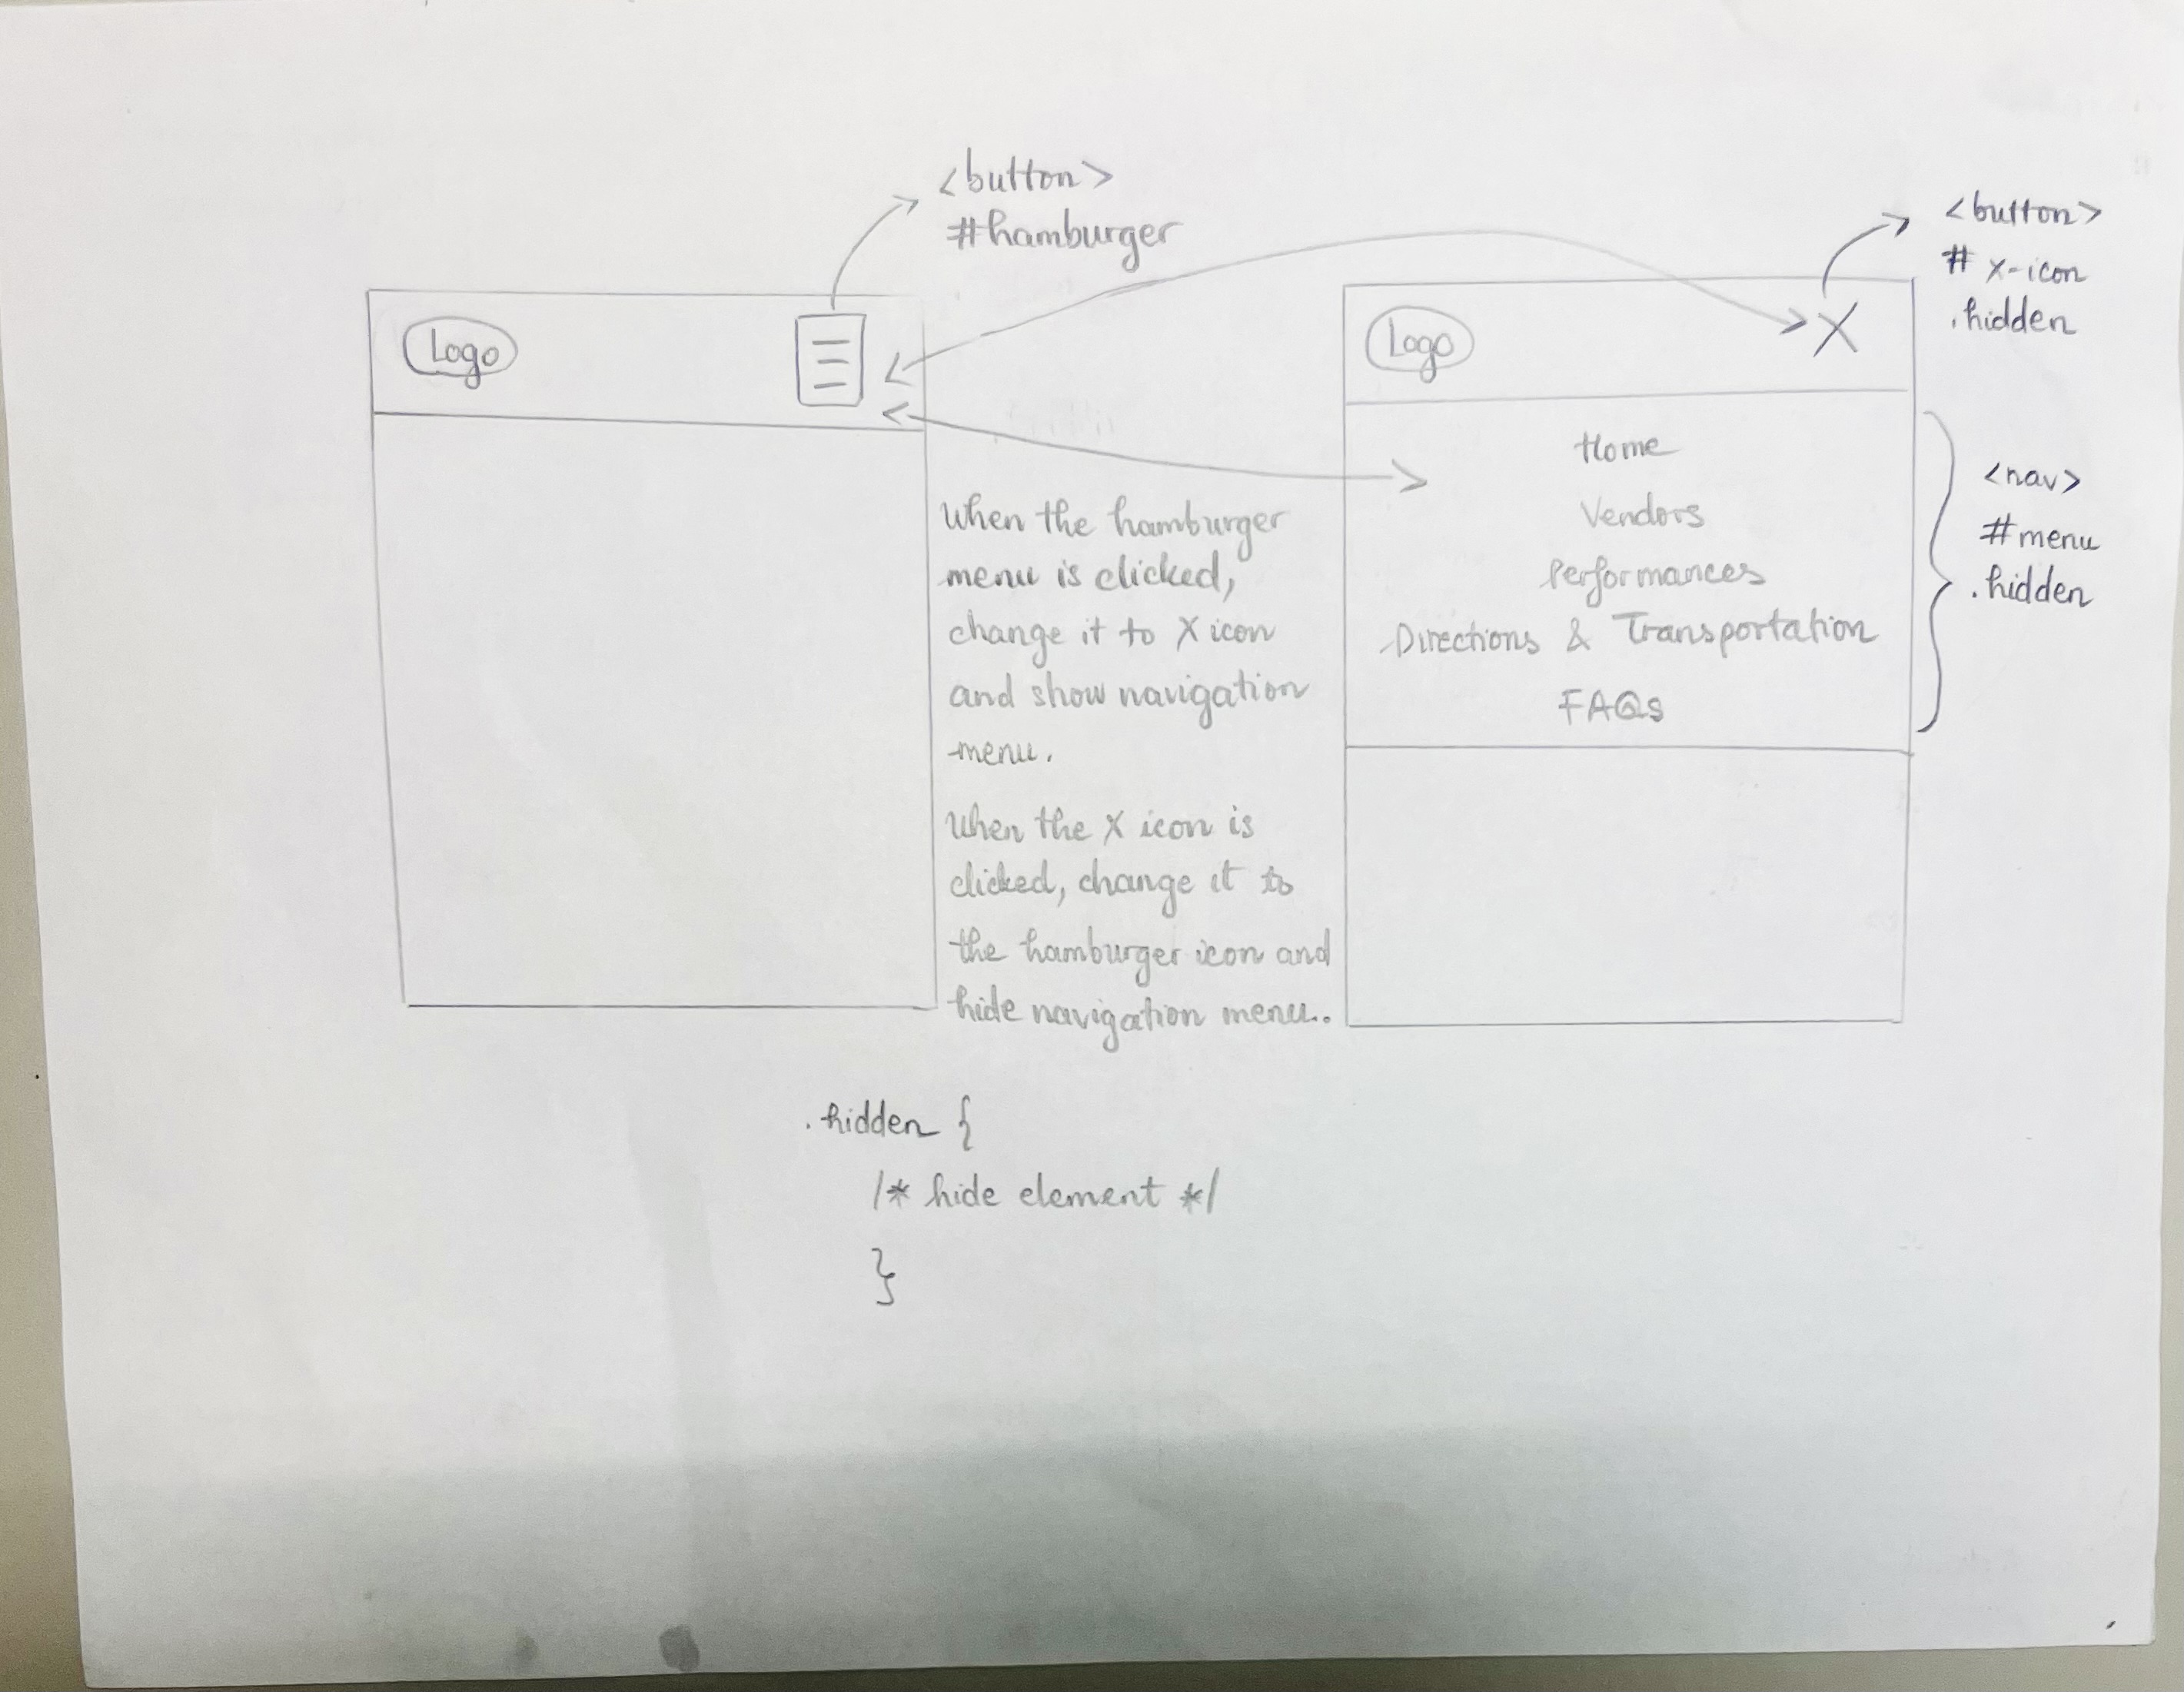 <button>
#hamburger
<button>
# x-icon
.hidden
Logo
Logo
X
Home
Vendors
Performances
Directions & Transportation
FAQs
<nav>
#menu
.hidden
When the hamburger
menu is clicked,
change it to X icon
and show navigation
menu.
When the X icon is
clicked, change it to
the hamburger icon and
hide navigation menu..
.hidden {
/* hide element */
}